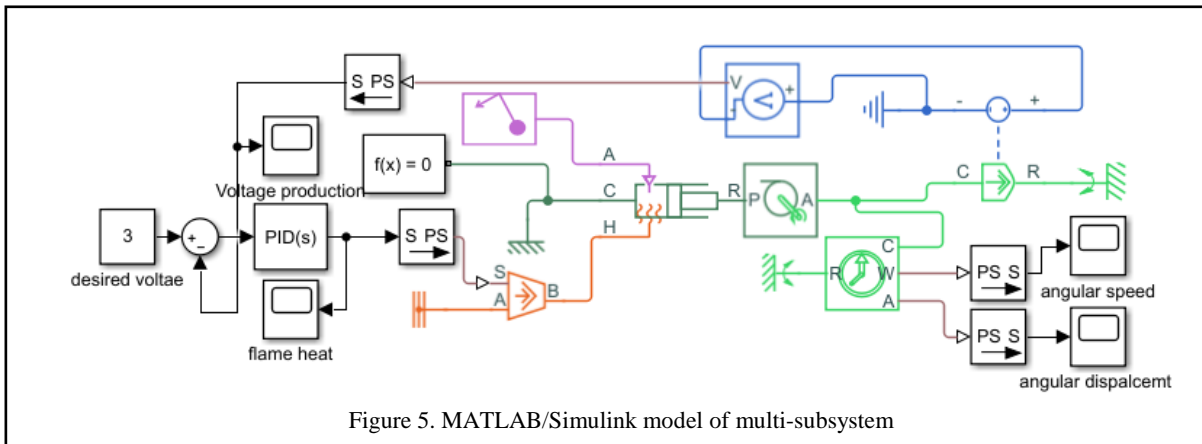 S PS
V
+
-
-
+
A
f(x) = 0
Voltage production
C
R
P
A
C
R
H
3
+
-
PID(s)
S PS
desired voltae
S
A
B
C
R
W
A
PS S
angular speed
flame heat
PS S
angular dispalcemt
V
Figure 5. MATLAB/Simulink model of multi-subsystem